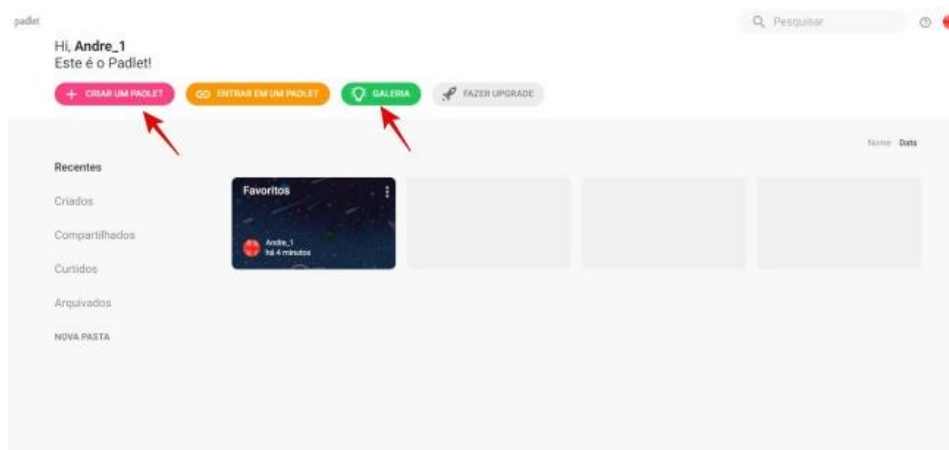 padlet
Pesquisar
Hi, Andre_1
Este é o Padlet!
CRIAR UM PADLET
ENTRAR EM UM PADLET
GALERIA
FAZER UPGRADE
Nome Data
Recentes
Criados
Compartilhados
Curtidos
Arquivados
NOVA PASTA
Favoritos
Andre_1
há 4 minutos